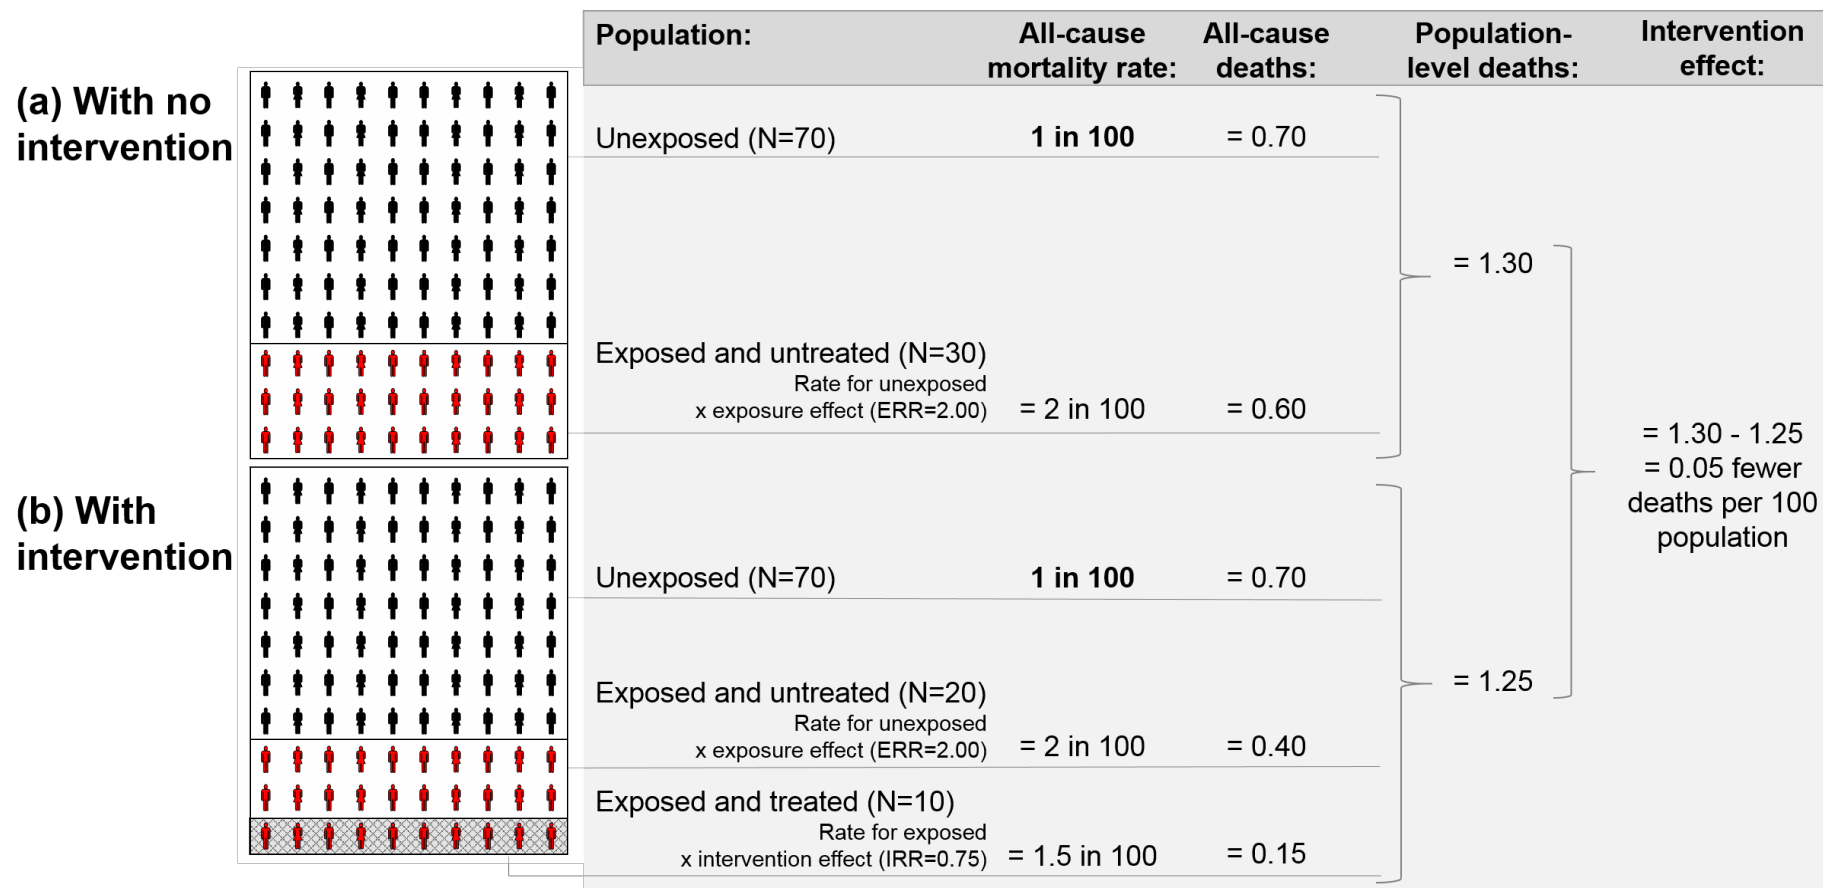 Population:
All-cause
mortality rate:
All-cause
deaths:
Population-
level deaths:
Intervention
effect:
(a) With no
intervention
Unexposed (N=70)
1 in 100
= 0.70
Exposed and untreated (N=30)
Rate for unexposed
x exposure effect (ERR=2.00)
= 2 in 100
= 0.60
= 1.30
(b) With
intervention
Unexposed (N=70)
1 in 100
= 0.70
Exposed and untreated (N=20)
Rate for unexposed
x exposure effect (ERR=2.00)
= 2 in 100
= 0.40
Exposed and treated (N=10)
Rate for exposed
x intervention effect (IRR=0.75)
= 1.5 in 100
= 0.15
= 1.25
= 1.30 - 1.25
= 0.05 fewer
deaths per 100
population